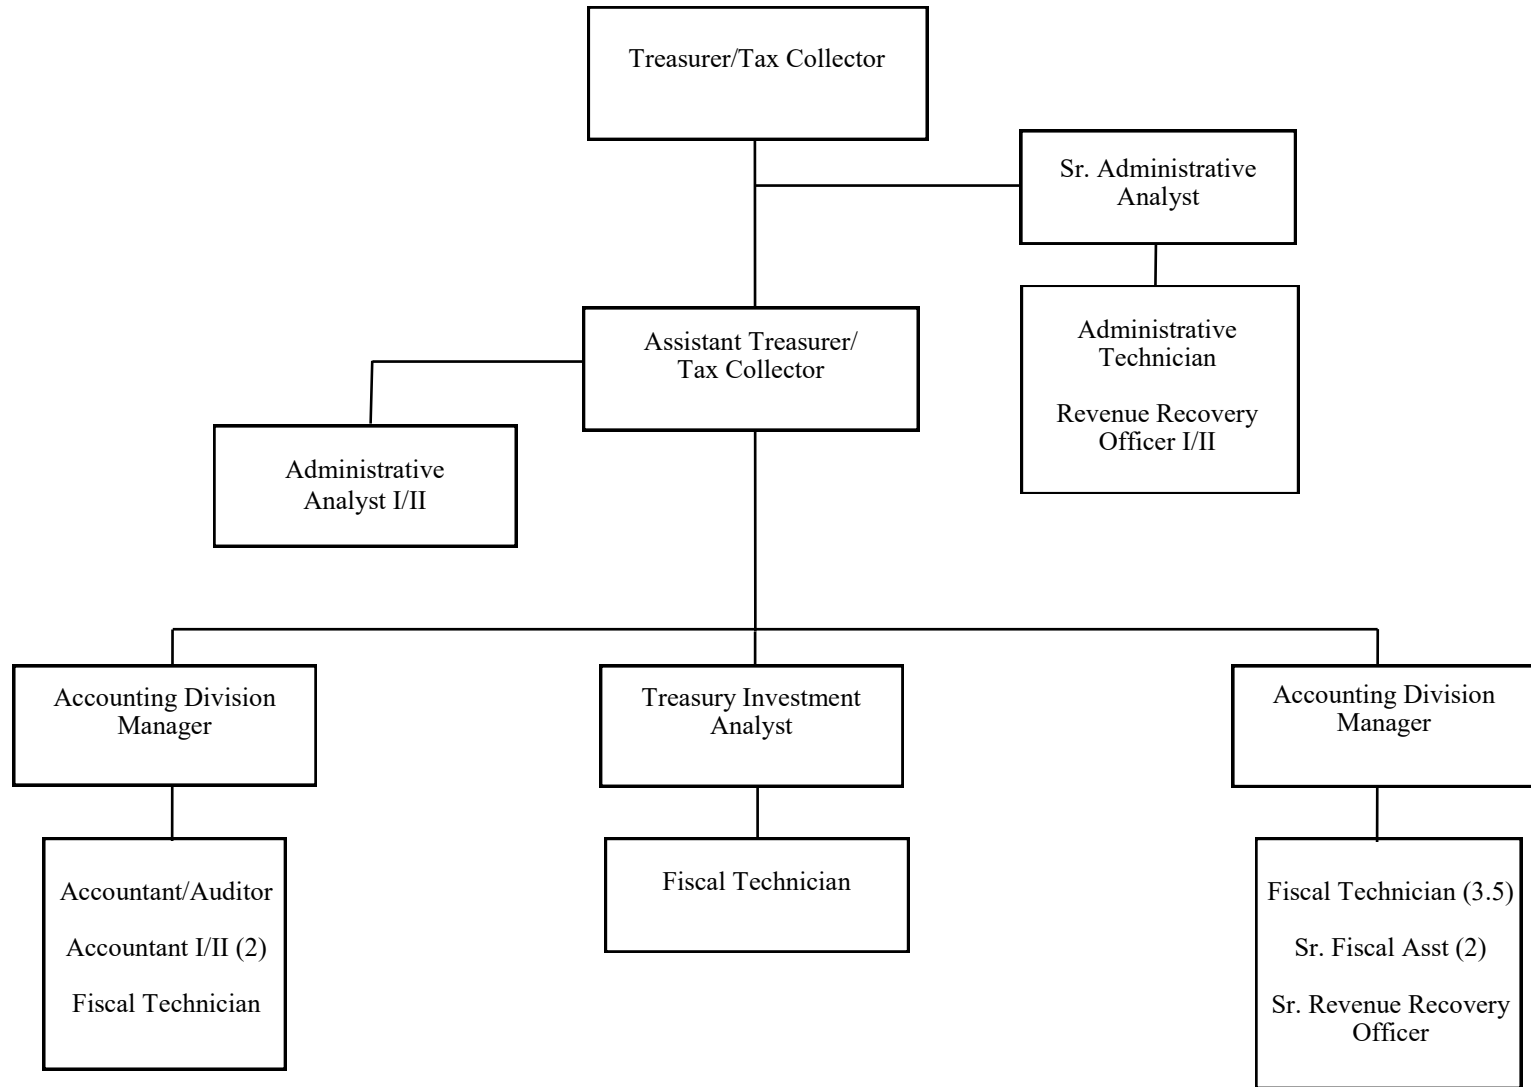 Treasurer/Tax Collector
Sr. Administrative
Analyst
Administrative
Technician
Revenue Recovery
Officer I/II
Assistant Treasurer/
Tax Collector
Administrative
Analyst I/II
Accounting Division
Manager
Treasury Investment
Analyst
Accounting Division
Manager
Accountant/Auditor
Accountant I/II (2)
Fiscal Technician
Fiscal Technician
Fiscal Technician (3.5)
Sr. Fiscal Asst (2)
Sr. Revenue Recovery
Officer